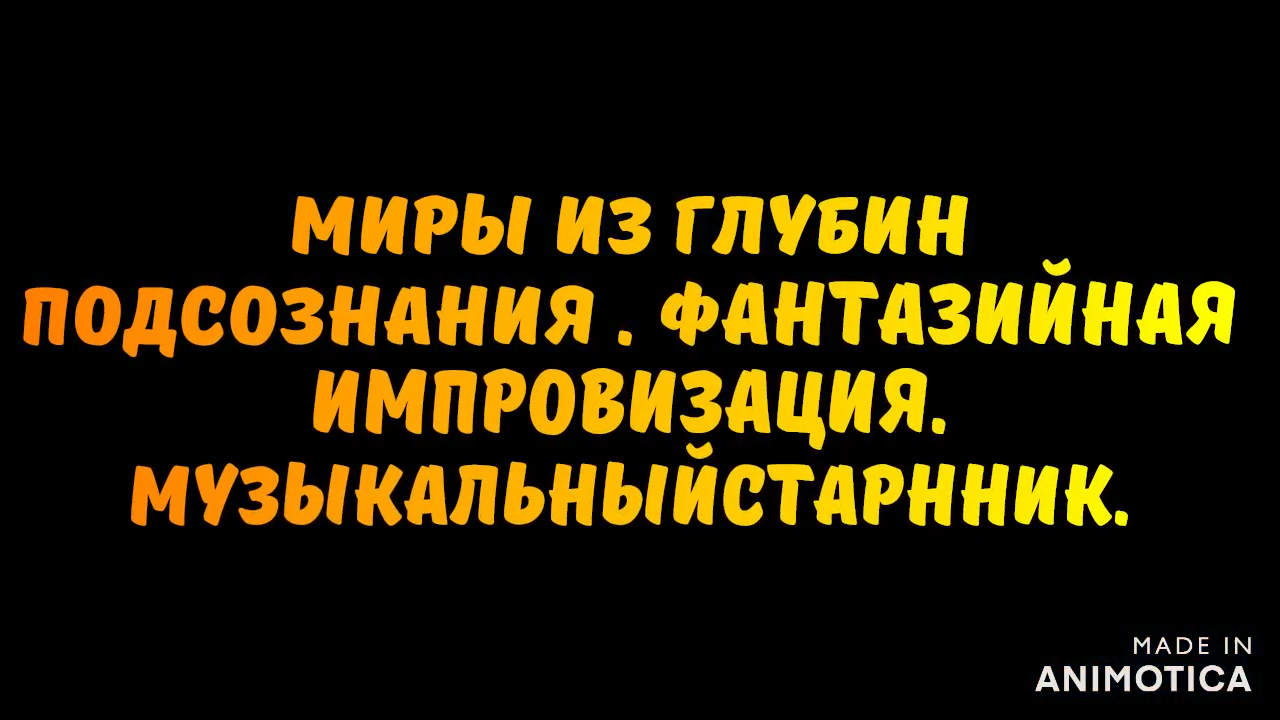 МИРЫ ИЗ ГЛУБИН
ПОДСОЗНАНИЯ . ФАНТАЗИЙНАЯ
ИМПРОВИЗАЦИЯ.
МУЗЫКАЛЬНЫЙСТАРННИК.
MADE IN
ANIMOTICA